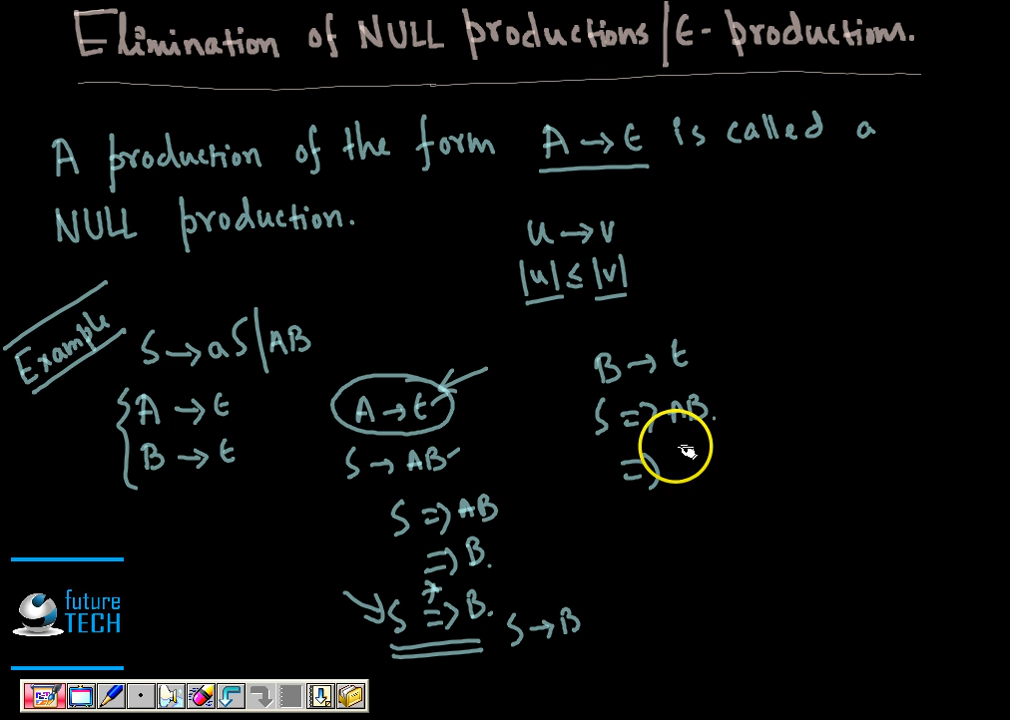 Elimination of NULL productions | ϵ- productions.
A production of the form A → ϵ is called a
NULL production.
u → v
|u| ≤ |v|
Example
S → aS | AB
A → ϵ
B → ϵ
A → ϵ
S → AB
S => AB
=> B.
S *=> B.
S → B
B → ϵ
S => AB.
=>
future
TECH